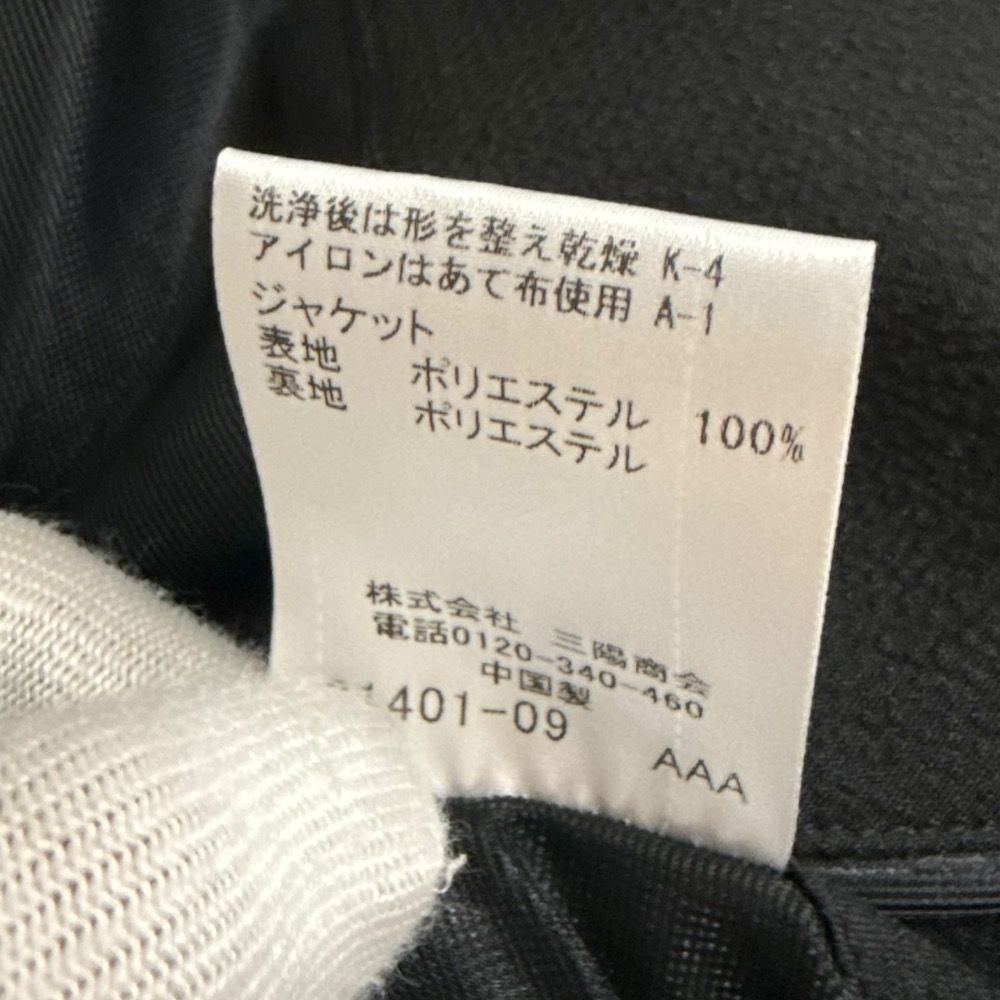 洗浄後は形を整え乾燥 K-4
アイロンはあて布使用 A-1
ジャケット
表地 ポリエステル 100%
裏地 ポリエステル
株式会社 三陽商会
電話0120-340-460
中国製
1401-09
AAA